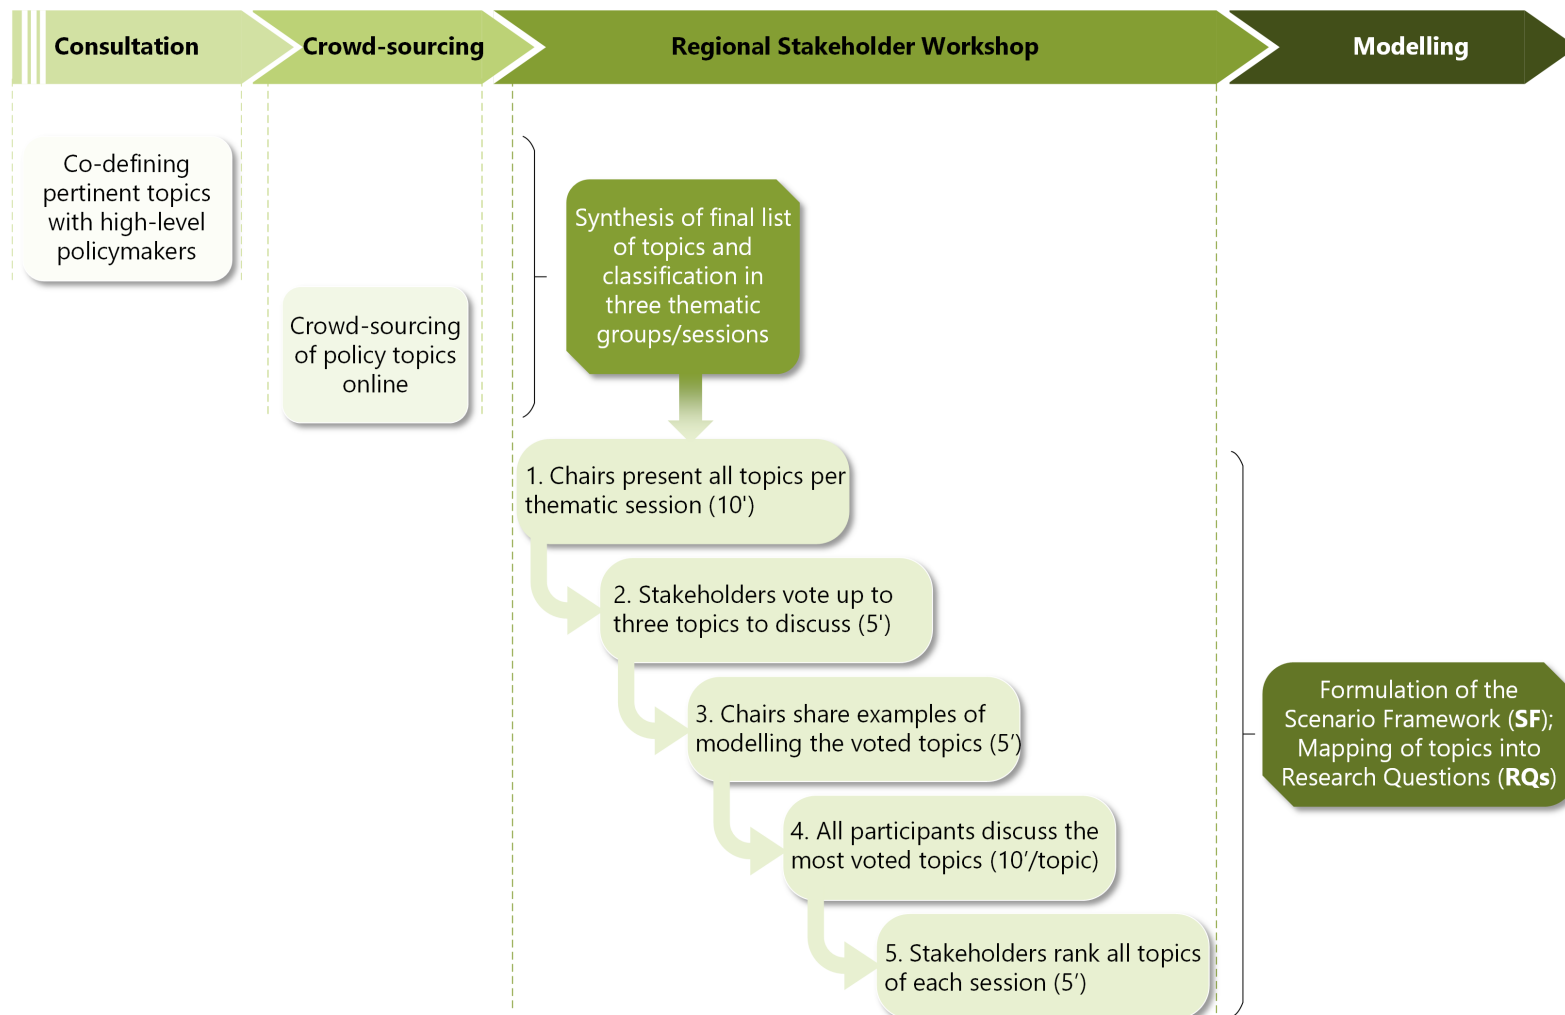 Consultation
Crowd-sourcing
Regional Stakeholder Workshop
Modelling
Co-defining
pertinent topics
with high-level
policymakers
Crowd-sourcing
of policy topics
online
Synthesis of final list
of topics and
classification in
three thematic
groups/sessions
1. Chairs present all topics per
thematic session (10')
2. Stakeholders vote up to
three topics to discuss (5')
3. Chairs share examples of
modelling the voted topics (5’)
4. All participants discuss the
most voted topics (10’/topic)
5. Stakeholders rank all topics
of each session (5’)
Formulation of the
Scenario Framework (SF);
Mapping of topics into
Research Questions (RQs)